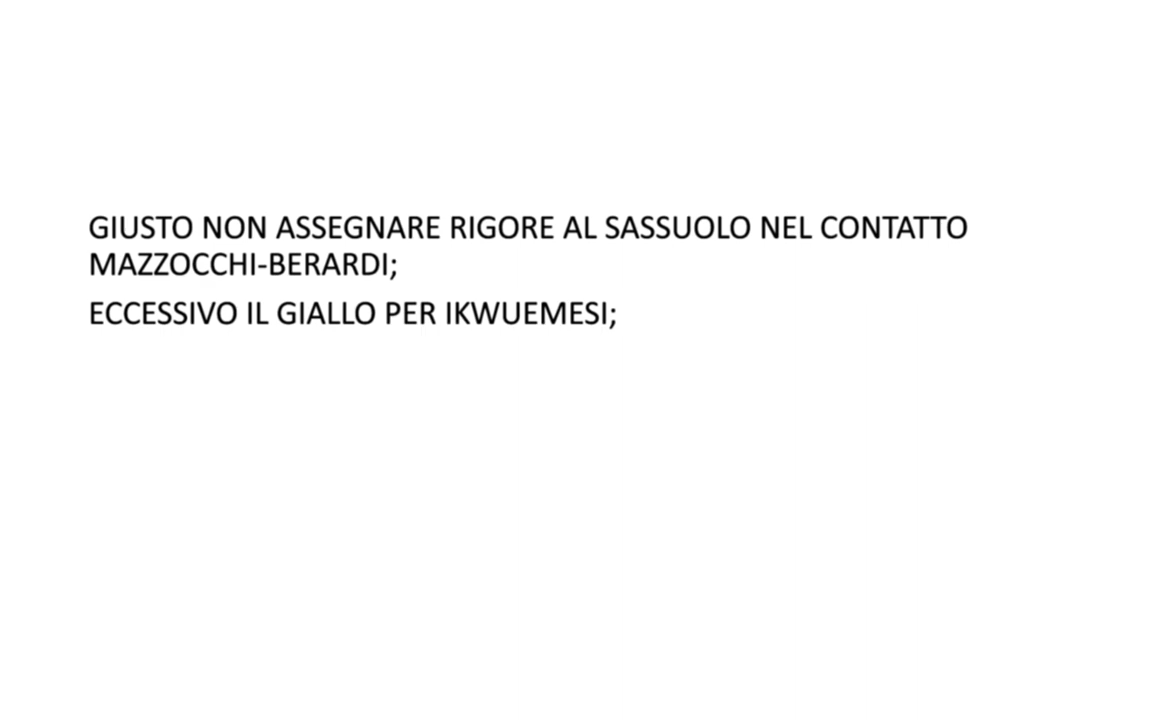 GIUSTO NON ASSEGNARE RIGORE AL SASSUOLO NEL CONTATTO
MAZZOCCHI-BERARDI;
ECCESSIVO IL GIALLO PER IKWUEMESI;